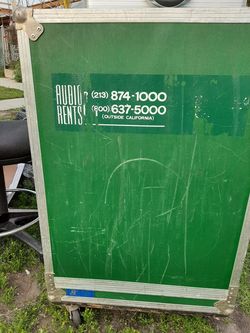 AUDIO
RENTS!
(213) 874-1000
(800) 637-5000
(OUTSIDE CALIFORNIA)